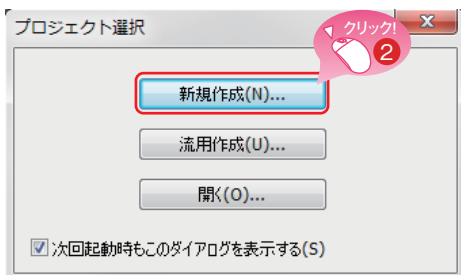 プロジェクト選択
クリック!
2
新規作成(N)...
流用作成(U)...
開く(O)...
次回起動時もこのダイアログを表示する(S)